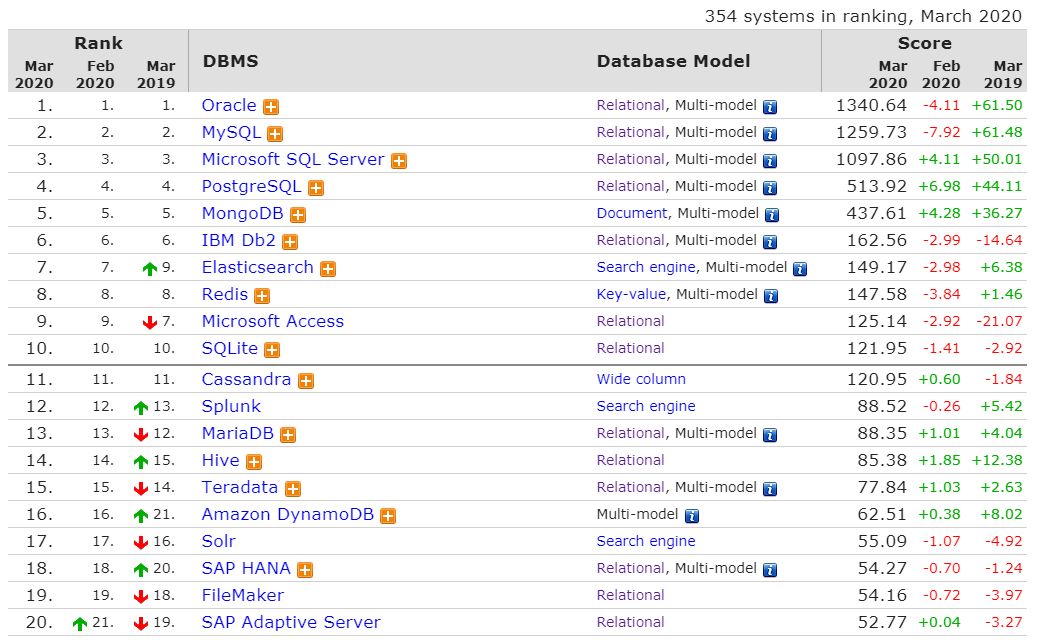 354 systems in ranking, March 2020
Rank DBMS Database Model Score
Mar 2020 Feb 2020 Mar 2019 Mar 2020 Feb 2020 Mar 2019
1. 1. 1. Oracle Relational, Multi-model 1340.64 -4.11 +61.50
2. 2. 2. MySQL Relational, Multi-model 1259.73 -7.92 +61.48
3. 3. 3. Microsoft SQL Server Relational, Multi-model 1097.86 +4.11 +50.01
4. 4. 4. PostgreSQL Relational, Multi-model 513.92 +6.98 +44.11
5. 5. 5. MongoDB Document, Multi-model 437.61 +4.28 +36.27
6. 6. 6. IBM Db2 Relational, Multi-model 162.56 -2.99 -14.64
7. 7. 9. Elasticsearch Search engine, Multi-model 149.17 -2.98 +6.38
8. 8. 8. Redis Key-value, Multi-model 147.58 -3.84 +1.46
9. 9. 7. Microsoft Access Relational 125.14 -2.92 -21.07
10. 10. 10. SQLite Relational 121.95 -1.41 -2.92
11. 11. 11. Cassandra Wide column 120.95 +0.60 -1.84
12. 12. 13. Splunk Search engine 88.52 -0.26 +5.42
13. 13. 12. MariaDB Relational, Multi-model 88.35 +1.01 +4.04
14. 14. 15. Hive Relational 85.38 +1.85 +12.38
15. 15. 14. Teradata Relational, Multi-model 77.84 +1.03 +2.63
16. 16. 21. Amazon DynamoDB Multi-model 62.51 +0.38 +8.02
17. 17. 16. Solr Search engine 55.09 -1.07 -4.92
18. 18. 20. SAP HANA Relational, Multi-model 54.27 -0.70 -1.24
19. 19. 18. FileMaker Relational 54.16 -0.72 -3.97
20. 21. 19. SAP Adaptive Server Relational 52.77 +0.04 -3.27